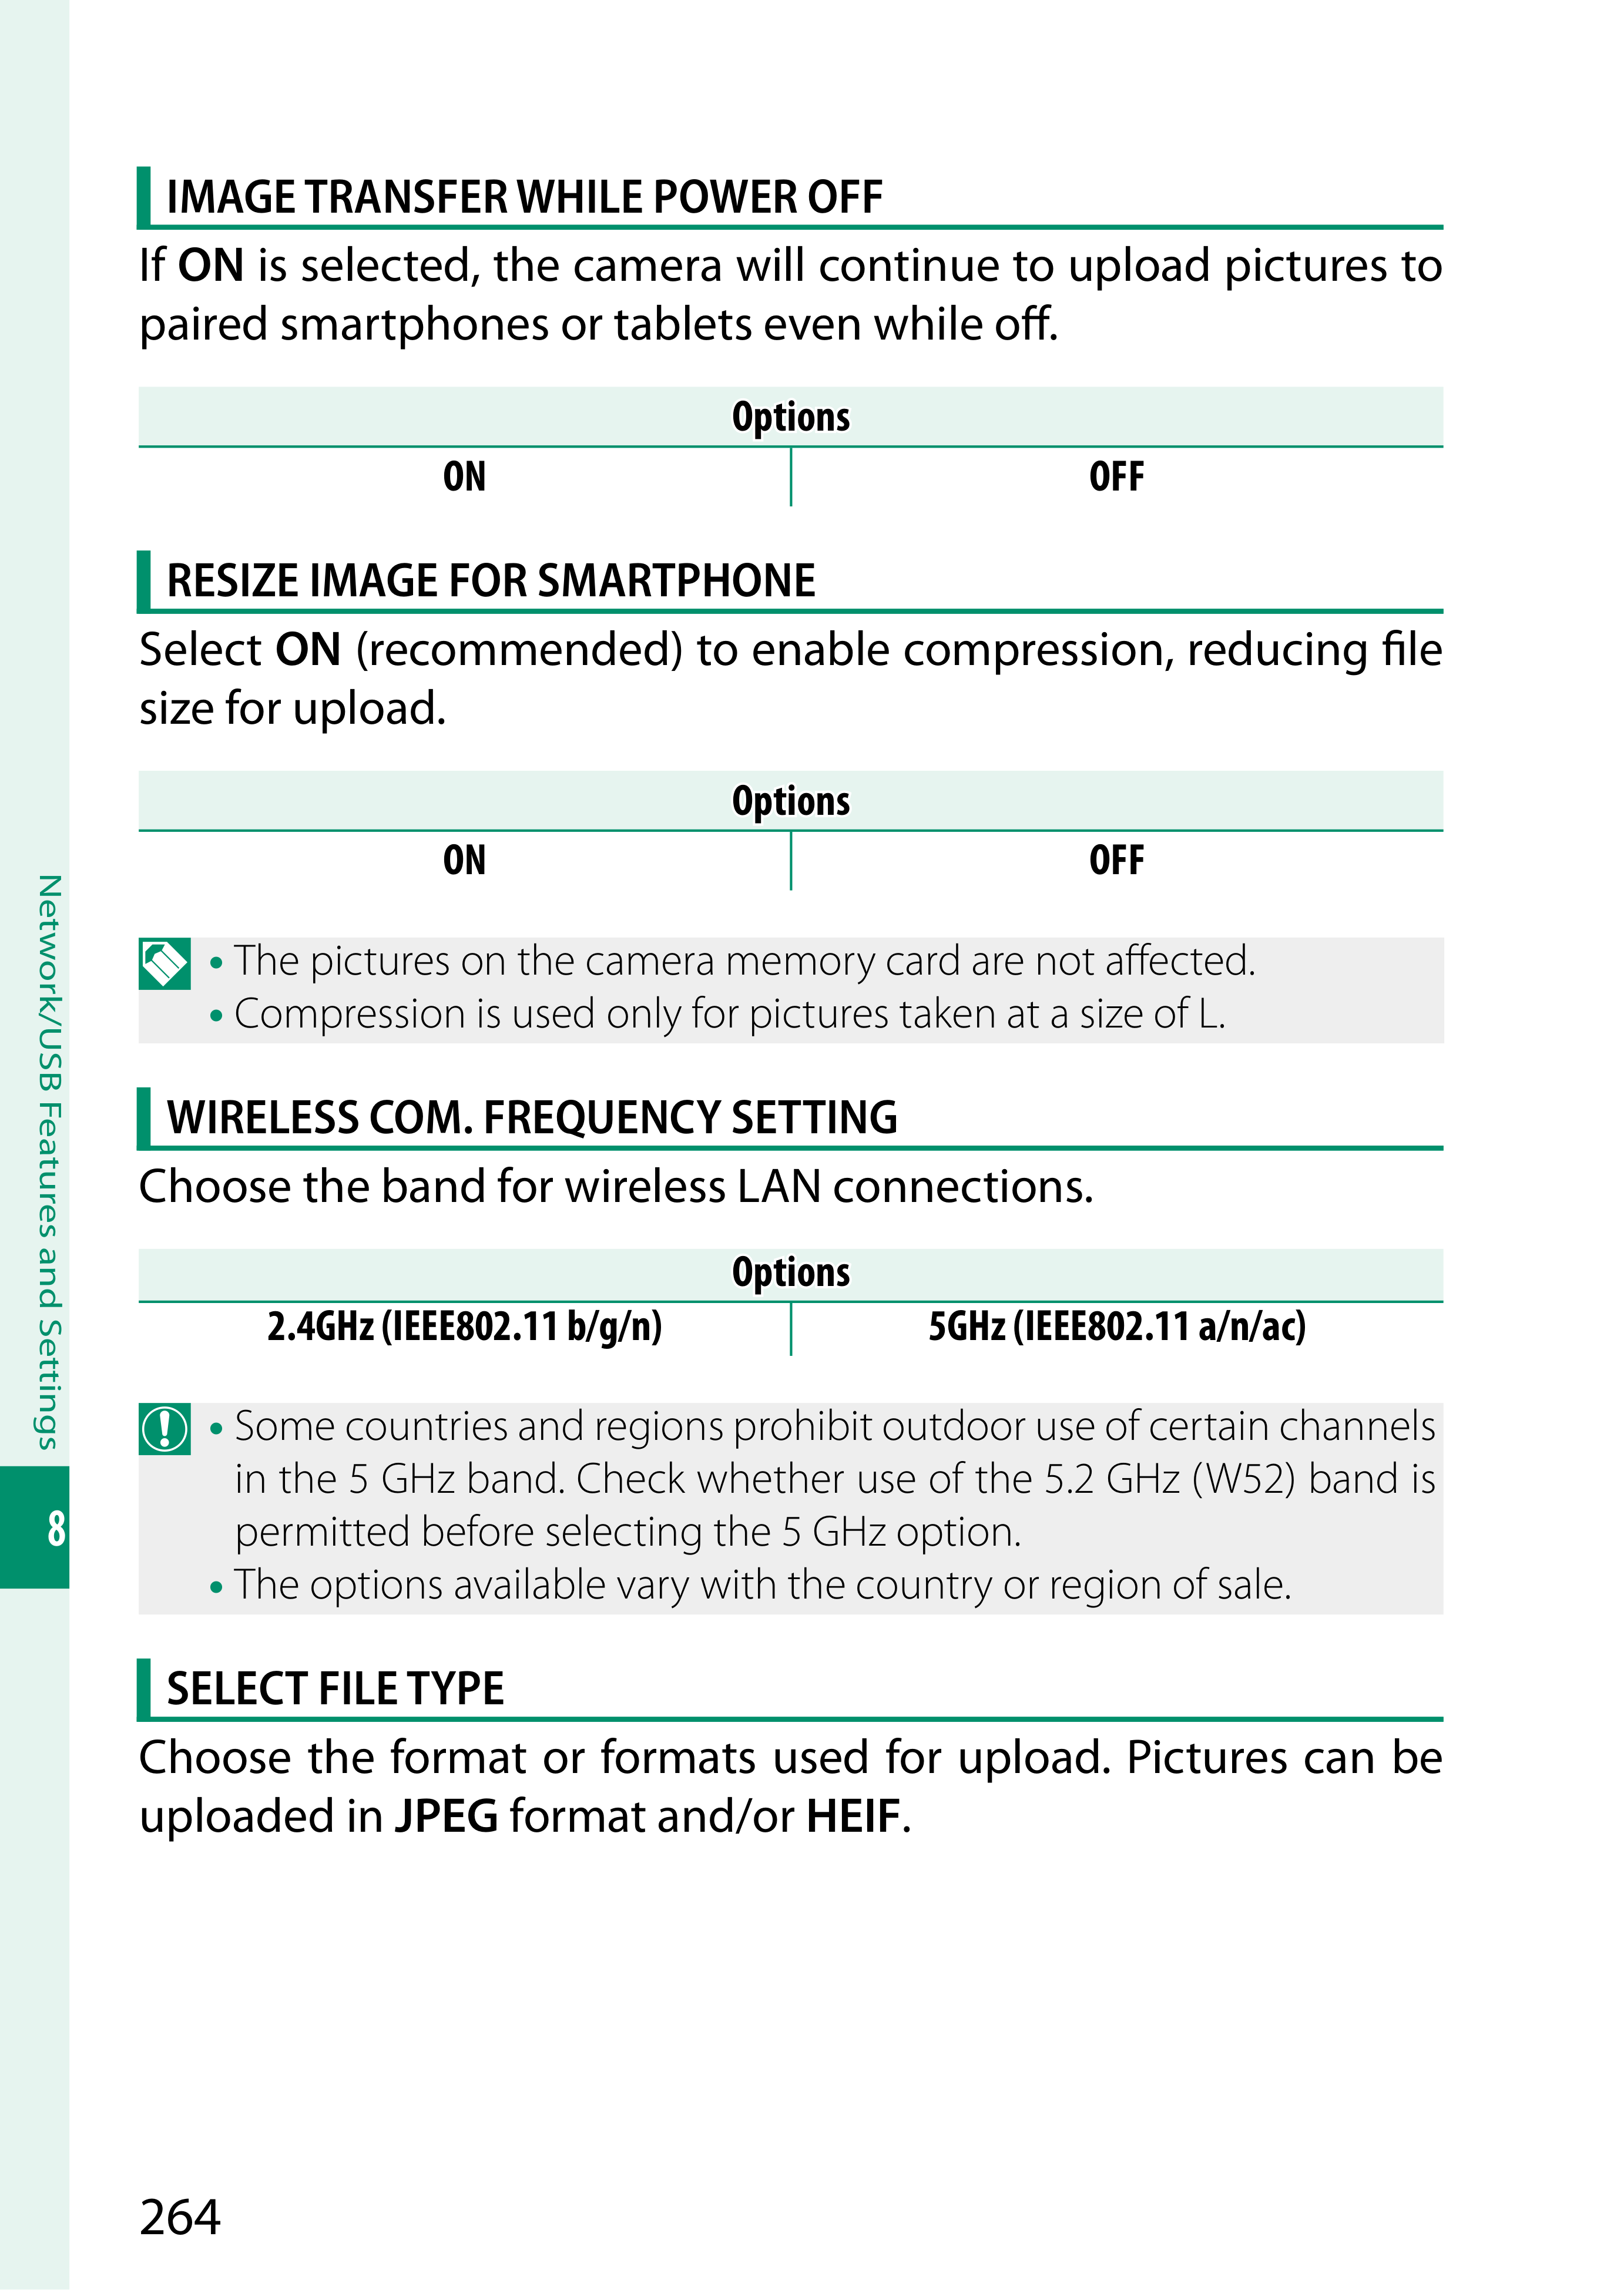 IMAGE TRANSFER WHILE POWER OFF
If ON is selected, the camera will continue to upload pictures to
paired smartphones or tablets even while off.
Options
ON OFF
RESIZE IMAGE FOR SMARTPHONE
Select ON (recommended) to enable compression, reducing file
size for upload.
Options
ON OFF
• The pictures on the camera memory card are not affected.
• Compression is used only for pictures taken at a size of L.
WIRELESS COM. FREQUENCY SETTING
Choose the band for wireless LAN connections.
Options
2.4GHz (IEEE802.11 b/g/n) 5GHz (IEEE802.11 a/n/ac)
• Some countries and regions prohibit outdoor use of certain channels
in the 5 GHz band. Check whether use of the 5.2 GHz (W52) band is
permitted before selecting the 5 GHz option.
• The options available vary with the country or region of sale.
SELECT FILE TYPE
Choose the format or formats used for upload. Pictures can be
uploaded in JPEG format and/or HEIF.
Network/USB Features and Settings
8
264